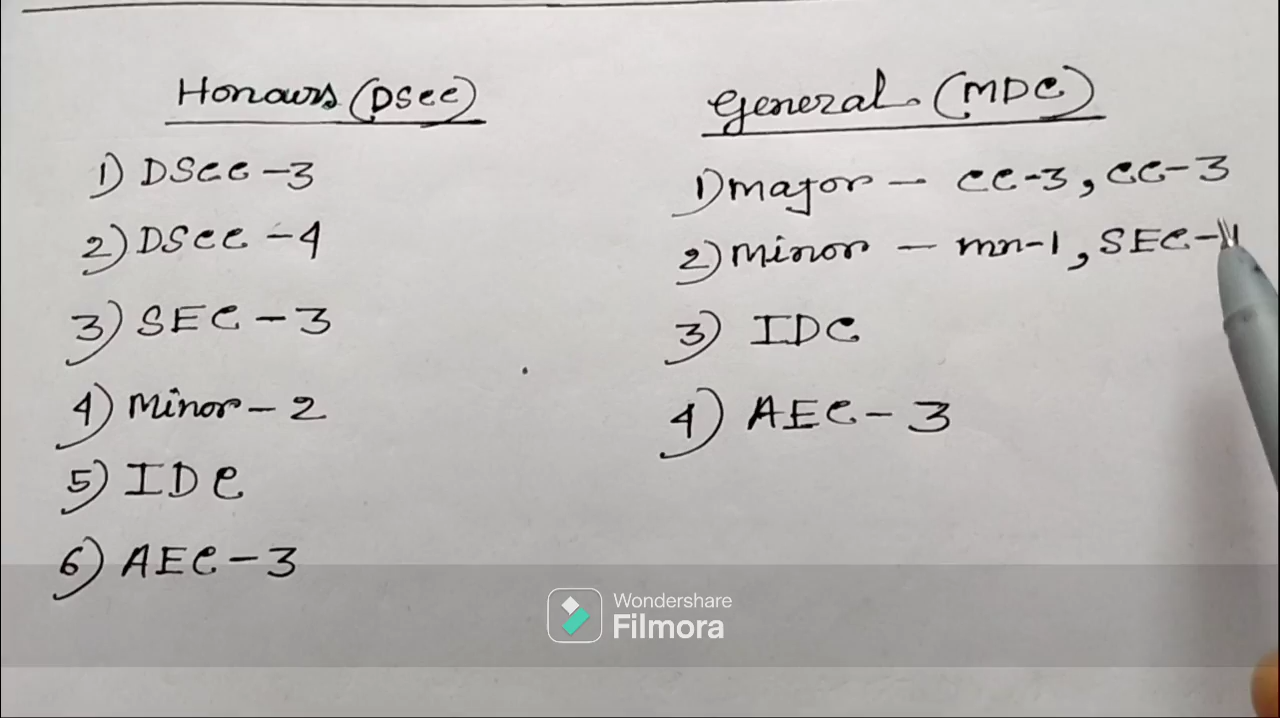 Honours (DSCC)
1) DSCC - 3
2) DSCC - 4
3) SEC - 3
4) Minor - 2
5) IDC
6) AEC - 3
General (MDC)
1) major - CC-3, CC-3
2) minor - mn-1, SEC-
3) IDC
4) AEC - 3
Wondershare
Filmora